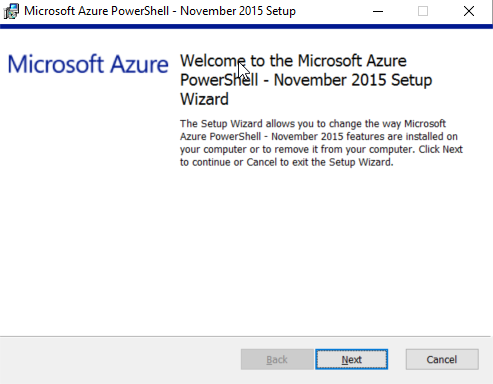 Microsoft Azure PowerShell - November 2015 Setup
Microsoft Azure
Welcome to the Microsoft Azure
PowerShell - November 2015 Setup
Wizard
The Setup Wizard allows you to change the way Microsoft
Azure PowerShell - November 2015 features are installed on
your computer or to remove it from your computer. Click Next
to continue or Cancel to exit the Setup Wizard.
Back Next Cancel